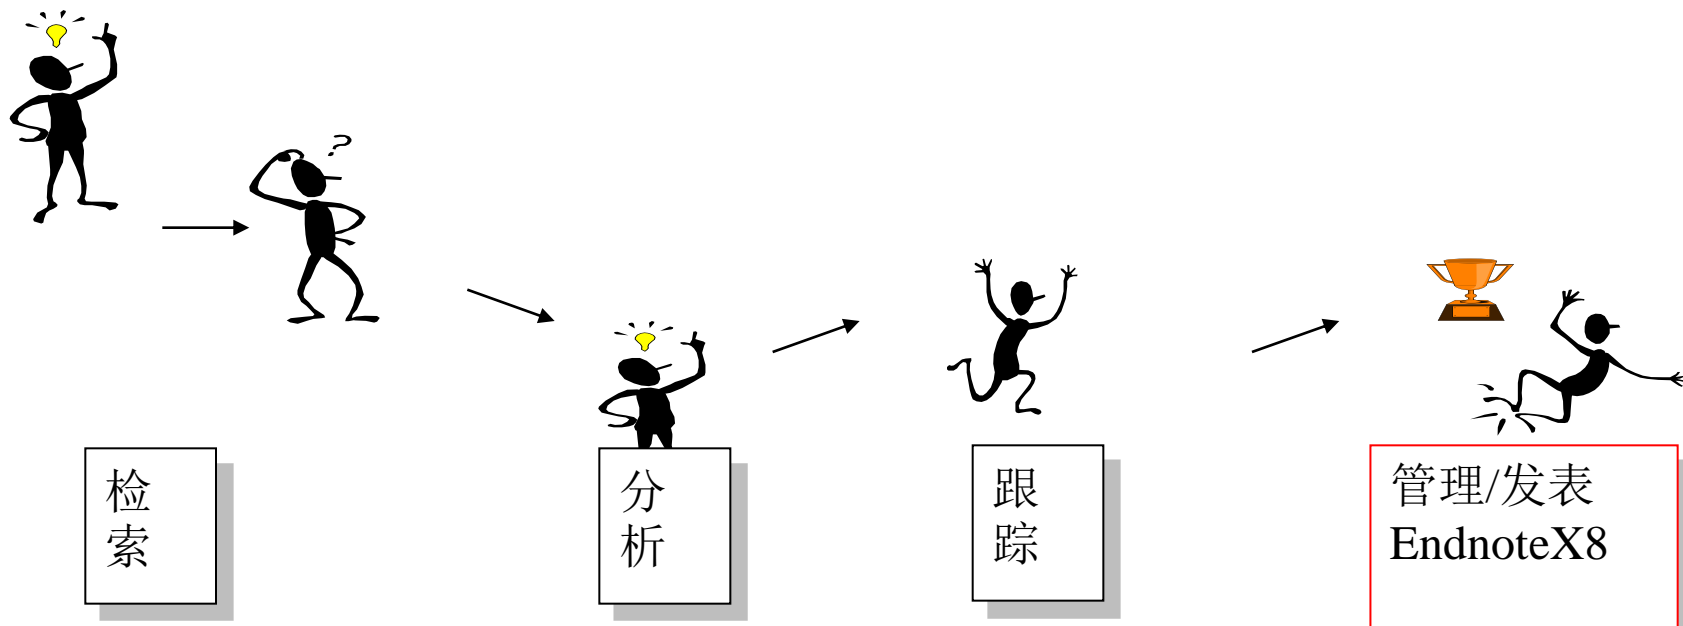 ?
检
索
分
析
跟
踪
管理/发表
EndnoteX8